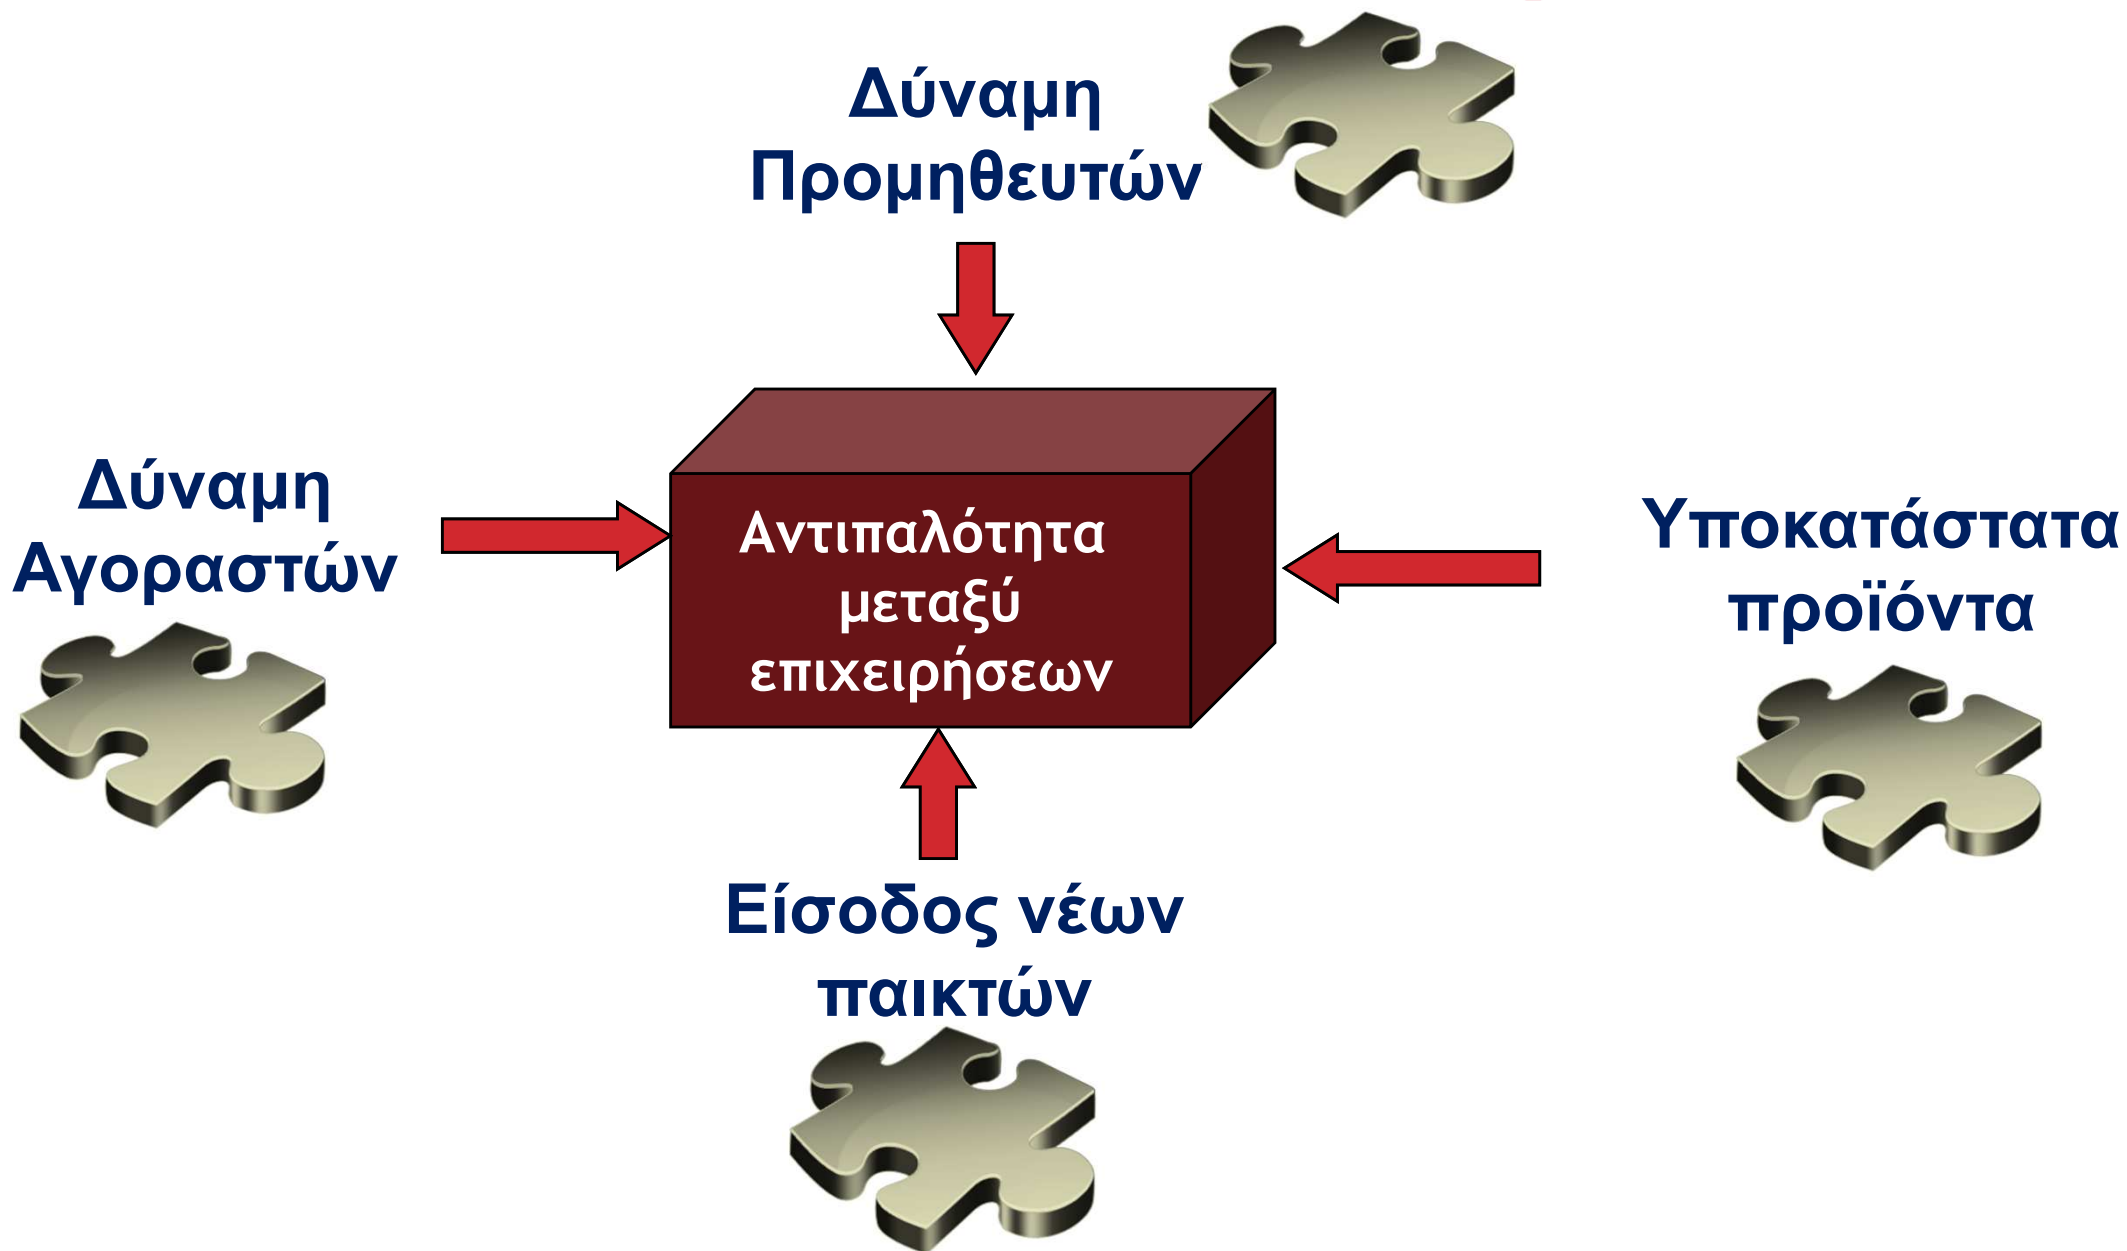 Δύναμη
Προμηθευτών
Δύναμη
Αγοραστών
Αντιπαλότητα
μεταξύ
επιχειρήσεων
Υποκατάστατα
προϊόντα
Είσοδος νέων
παικτών